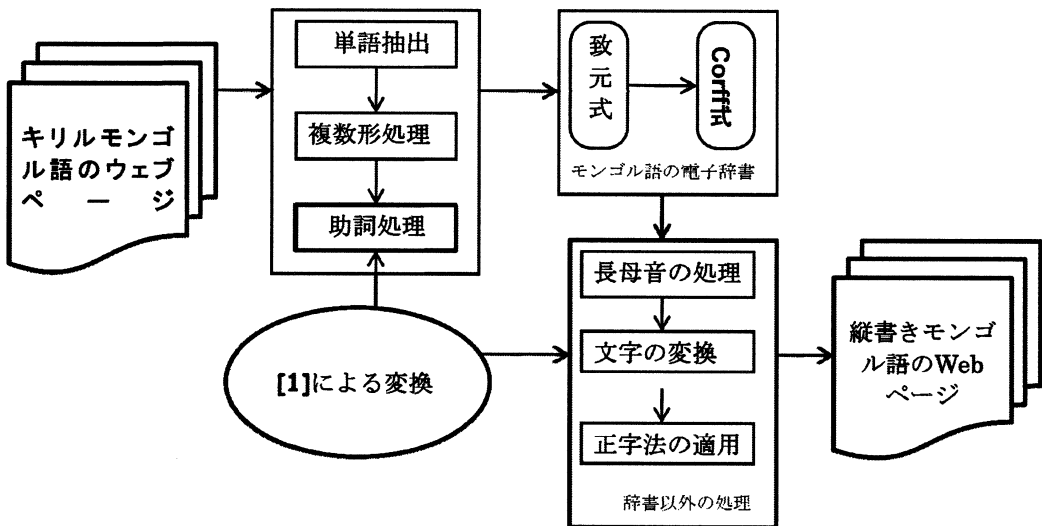 キリルモンゴ
ル語のウェブ
ページ
単語抽出
複数形処理
助詞処理
致元式
Corff式
モンゴル語の電子辞書
[1]による変換
長母音の処理
文字の変換
正字法の適用
辞書以外の処理
縦書きモンゴ
ル語のWeb
ページ